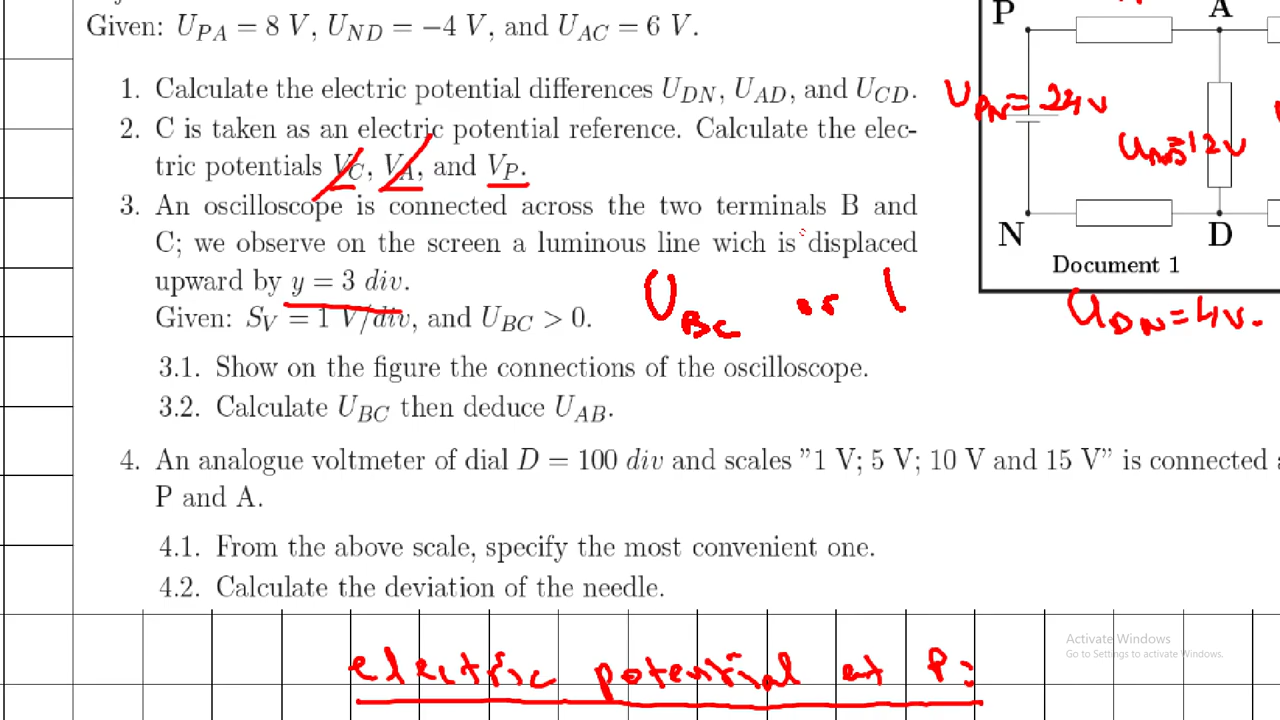 Given: U_PA = 8 V, U_ND = −4 V, and U_AC = 6 V.
1. Calculate the electric potential differences U_DN, U_AD, and U_CD.
2. C is taken as an electric potential reference. Calculate the elec-
tric potentials V_C, V_A, and V_P.
3. An oscilloscope is connected across the two terminals B and
C; we observe on the screen a luminous line wich is displaced
upward by y = 3 div.
Given: S_V = 1 V/div, and U_BC > 0.
U_BC or
3.1. Show on the figure the connections of the oscilloscope.
3.2. Calculate U_BC then deduce U_AB.
4. An analogue voltmeter of dial D = 100 div and scales "1 V; 5 V; 10 V and 15 V" is connected
P and A.
4.1. From the above scale, specify the most convenient one.
4.2. Calculate the deviation of the needle.
electric potential at P:
P A
U_PN = 24 V
12V
N D
Document 1
U_DN = 4V.
Activate Windows
Go to Settings to activate Windows.